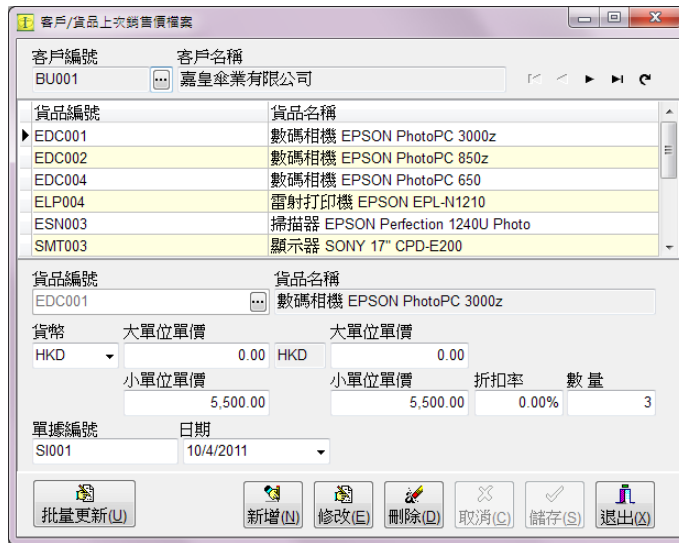 客戶/貨品上次銷售價檔案
客戶編號 客戶名稱
BU001 ... 嘉皇傘業有限公司
貨品編號 貨品名稱
EDC001 數碼相機 EPSON PhotoPC 3000z
EDC002 數碼相機 EPSON PhotoPC 850z
EDC004 數碼相機 EPSON PhotoPC 650
ELP004 雷射打印機 EPSON EPL-N1210
ESN003 掃描器 EPSON Perfection 1240U Photo
SMT003 顯示器 SONY 17" CPD-E200
貨品編號 貨品名稱
EDC001 ... 數碼相機 EPSON PhotoPC 3000z
貨幣 大單位單價 大單位單價
HKD 0.00 HKD 0.00
小單位單價 小單位單價 折扣率 數量
5,500.00 5,500.00 0.00% 3
單據編號 日期
SI001 10/4/2011
批量更新(U) 新增(N) 修改(E) 刪除(D) 取消(C) 儲存(S) 退出(X)